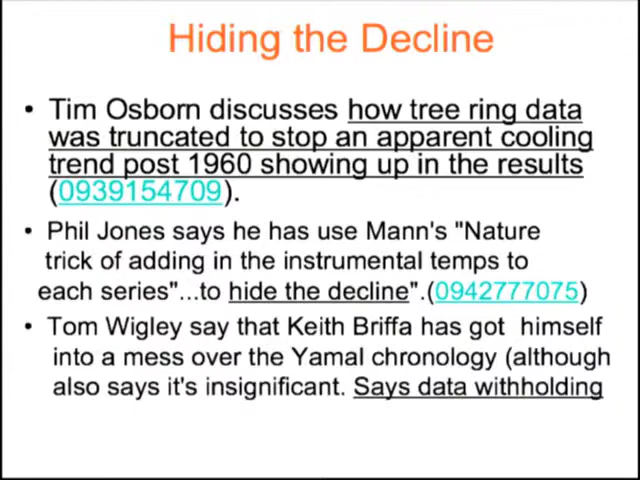 Hiding the Decline
• Tim Osborn discusses how tree ring data
was truncated to stop an apparent cooling
trend post 1960 showing up in the results
(0939154709).
• Phil Jones says he has use Mann's "Nature
trick of adding in the instrumental temps to
each series"...to hide the decline".(0942777075)
• Tom Wigley say that Keith Briffa has got himself
into a mess over the Yamal chronology (although
also says it's insignificant. Says data withholding